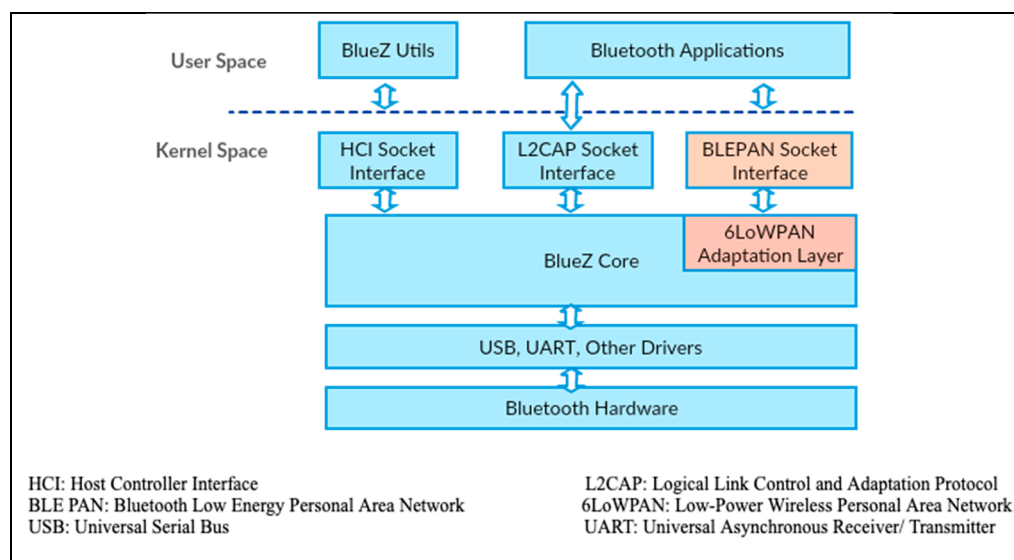 User Space
BlueZ Utils
Bluetooth Applications
Kernel Space
HCI Socket
Interface
L2CAP Socket
Interface
BLEPAN Socket
Interface
BlueZ Core
6LoWPAN
Adaptation Layer
USB, UART, Other Drivers
Bluetooth Hardware
HCI: Host Controller Interface
BLE PAN: Bluetooth Low Energy Personal Area Network
USB: Universal Serial Bus
L2CAP: Logical Link Control and Adaptation Protocol
6LoWPAN: Low-Power Wireless Personal Area Network
UART: Universal Asynchronous Receiver/ Transmitter